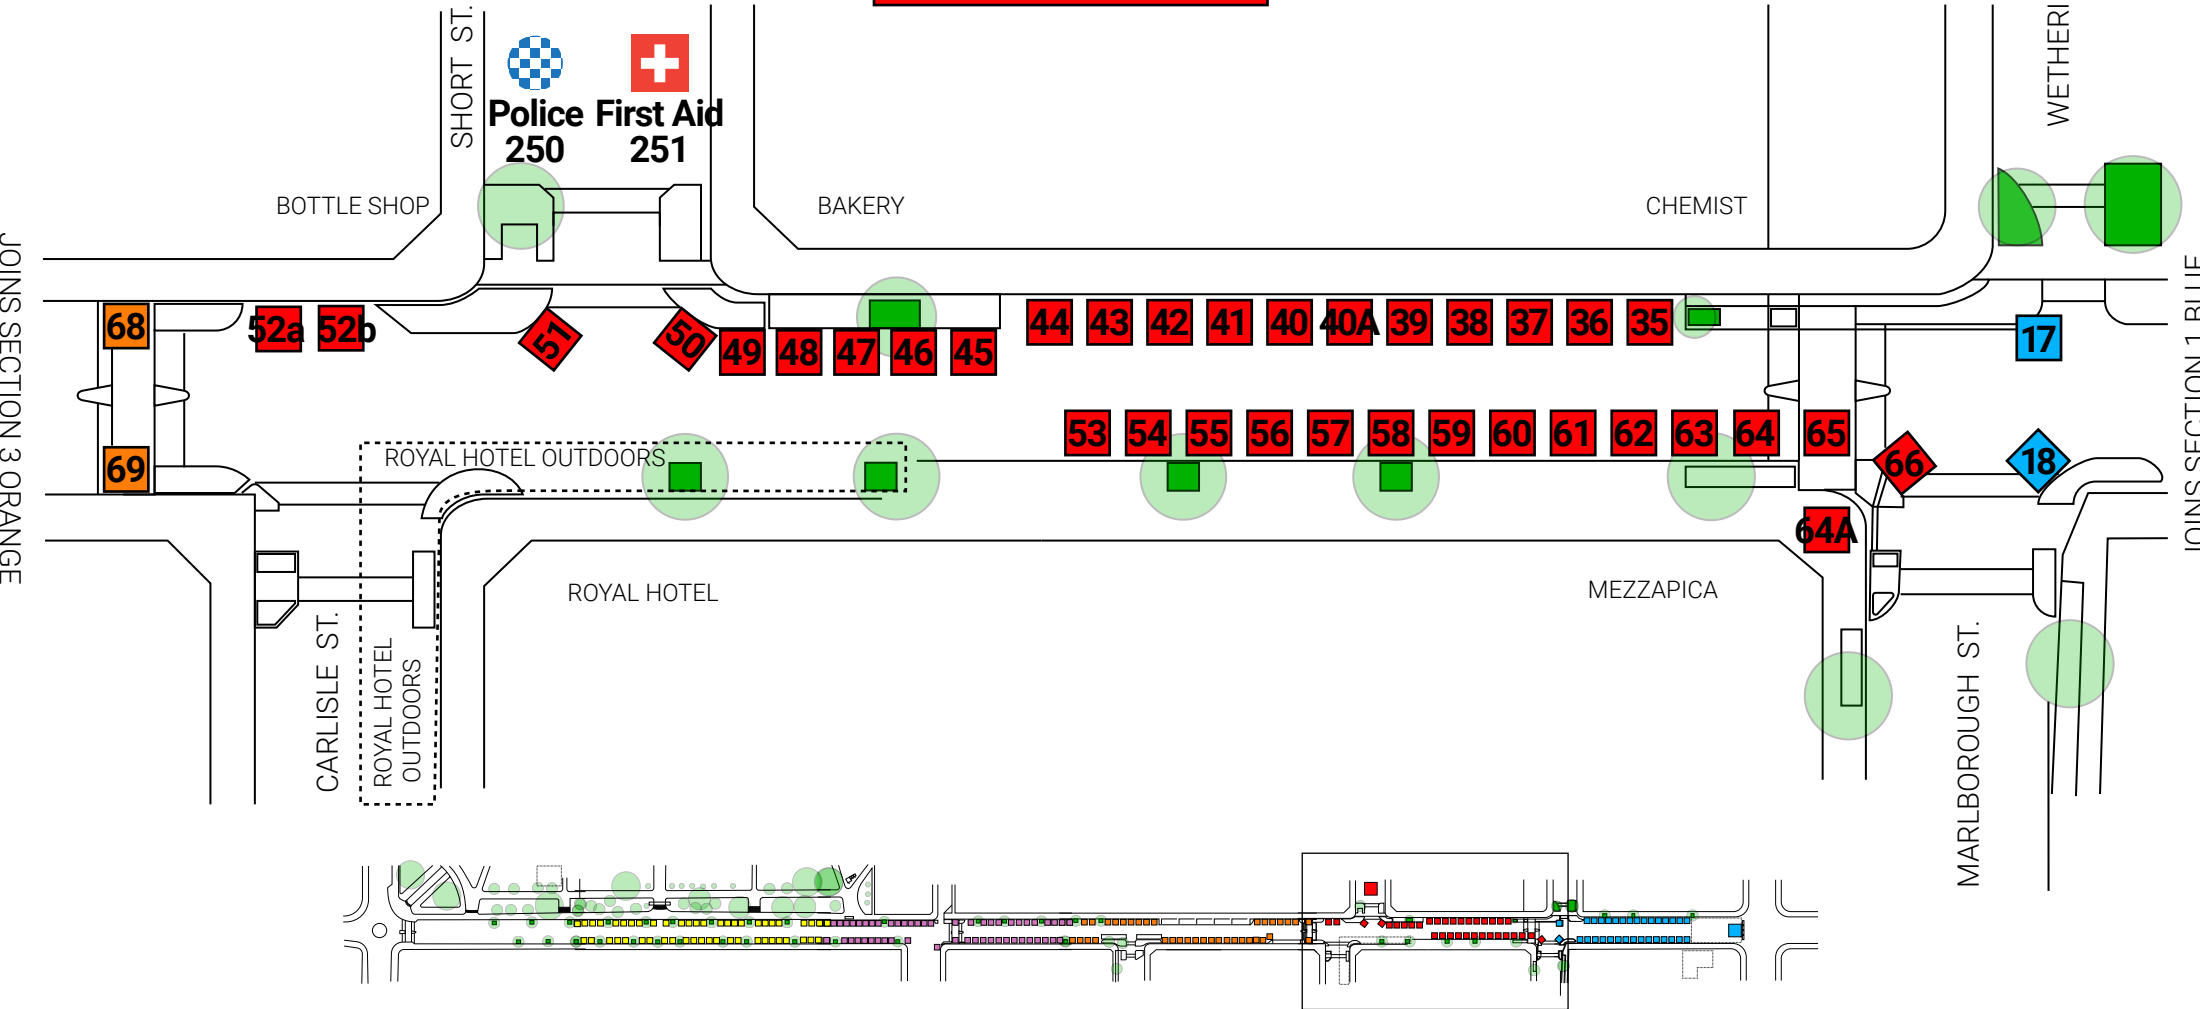 SHORT ST.
Police
250
First Aid
251
WETHERI
BOTTLE SHOP
BAKERY
CHEMIST
JOINS SECTION 3 ORANGE
JOINS SECTION 1 BLUE
68
52a
52b
51
50
49
48
47
46
45
44
43
42
41
40
40A
39
38
37
36
35
17
69
ROYAL HOTEL OUTDOORS
53
54
55
56
57
58
59
60
61
62
63
64
65
66
18
64A
ROYAL HOTEL
MEZZAPICA
CARLISLE ST.
ROYAL HOTEL
OUTDOORS
MARLBOROUGH ST.